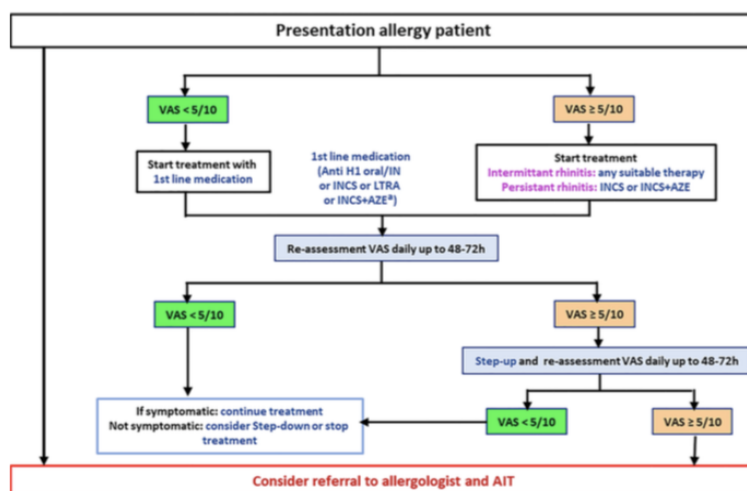 Presentation allergy patient
VAS < 5/10
VAS ≥ 5/10
Start treatment with
1st line medication
1st line medication
(Anti H1 oral/IN
or INCS or LTRA
or INCS+AZEª)
Start treatment
Intermittant rhinitis: any suitable therapy
Persistant rhinitis: INCS or INCS+AZE
Re-assessment VAS daily up to 48-72h
VAS < 5/10
VAS ≥ 5/10
Step-up and re-assessment VAS daily up to 48-72h
If symptomatic: continue treatment
Not symptomatic: consider Step-down or stop
treatment
VAS < 5/10
VAS ≥ 5/10
Consider referral to allergologist and AIT